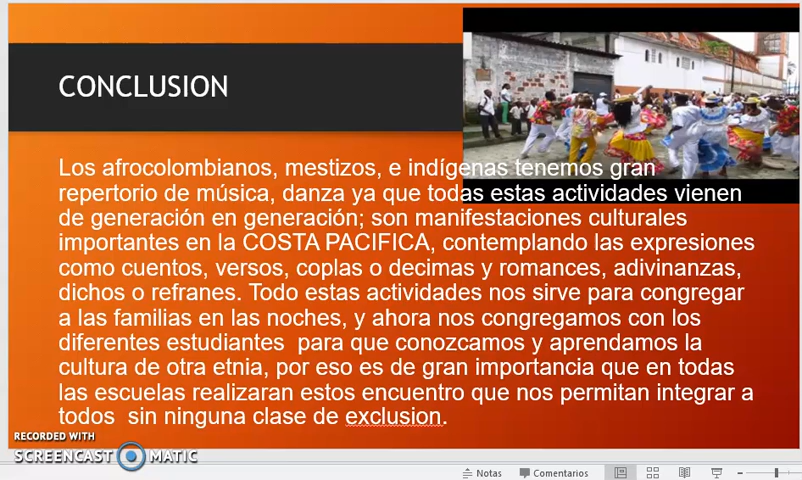 CONCLUSION
Los afrocolombianos, mestizos, e indígenas tenemos gran
repertorio de música, danza ya que todas estas actividades vienen
de generación en generación; son manifestaciones culturales
importantes en la COSTA PACIFICA, contemplando las expresiones
como cuentos, versos, coplas o decimas y romances, adivinanzas,
dichos o refranes. Todo estas actividades nos sirve para congregar
a las familias en las noches, y ahora nos congregamos con los
diferentes estudiantes  para que conozcamos y aprendamos la
cultura de otra etnia, por eso es de gran importancia que en todas
las escuelas realizaran estos encuentro que nos permitan integrar a
todos  sin ninguna clase de exclusion.
RECORDED WITH
SCREENCAST MATIC
Notas Comentarios